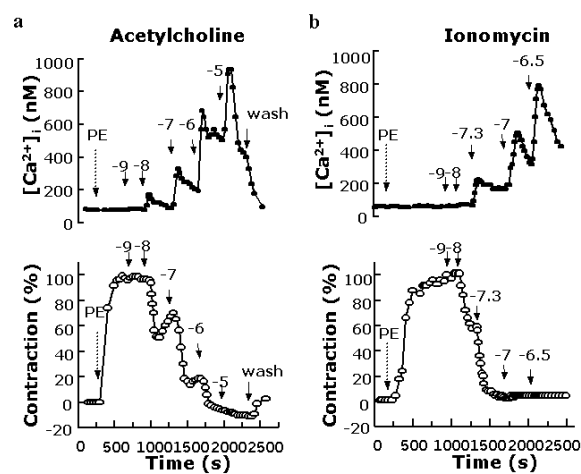 a
Acetylcholine
[Ca²⁺]ᵢ (nM)
1000
800
600
400
200
0
PE
-9
-8
-7
-6
-5
wash
Contraction (%)
100
80
60
40
20
0
-20
PE
-9
-8
-7
-6
-5
wash
0 500 1000 1500 2000 2500
Time (s)
b
Ionomycin
[Ca²⁺]ᵢ (nM)
1000
800
600
400
200
0
PE
-9
-8
-7.3
-7
-6.5
Contraction (%)
100
80
60
40
20
0
-20
PE
-9
-8
-7.3
-7
-6.5
0 500 1000 1500 2000 2500
Time (s)